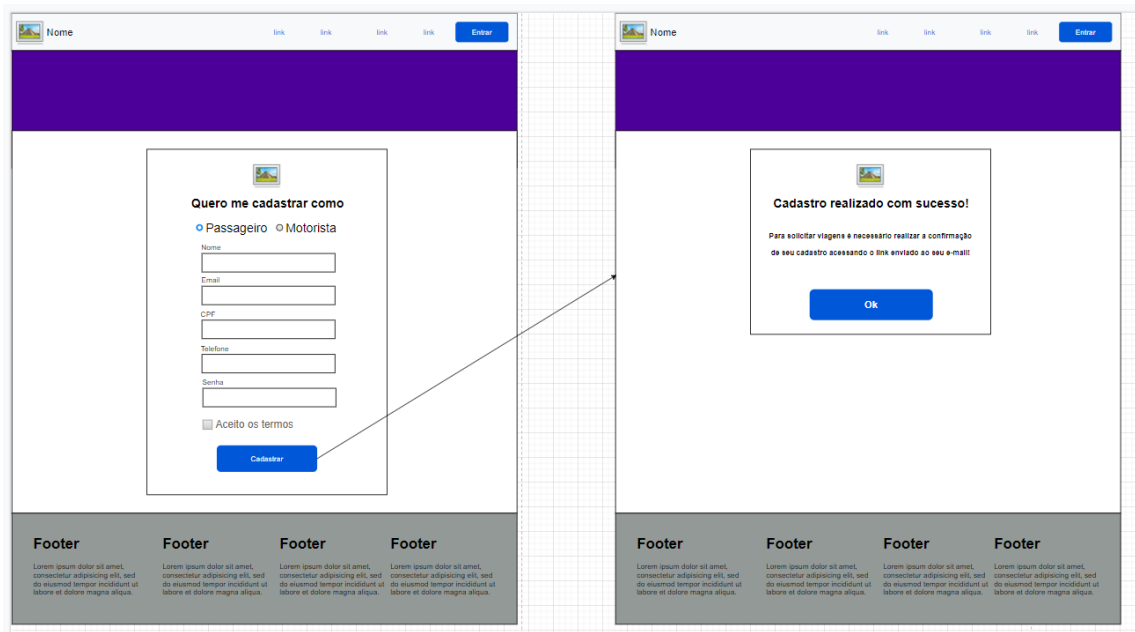 Nome
link link link link Entrar
Quero me cadastrar como
Passageiro Motorista
Nome
Email
CPF
Telefone
Senha
Aceito os termos
Cadastrar
Footer
Lorem ipsum dolor sit amet,
consectetur adipisicing elit, sed
do eiusmod tempor incididunt ut
labore et dolore magna aliqua.
Footer
Lorem ipsum dolor sit amet,
consectetur adipisicing elit, sed
do eiusmod tempor incididunt ut
labore et dolore magna aliqua.
Footer
Lorem ipsum dolor sit amet,
consectetur adipisicing elit, sed
do eiusmod tempor incididunt ut
labore et dolore magna aliqua.
Footer
Lorem ipsum dolor sit amet,
consectetur adipisicing elit, sed
do eiusmod tempor incididunt ut
labore et dolore magna aliqua.
Nome
link link link link Entrar
Cadastro realizado com sucesso!
Para solicitar viagens é necessário realizar a confirmação
de seu cadastro acessando o link enviado ao seu e-mail!
Ok
Footer
Lorem ipsum dolor sit amet,
consectetur adipisicing elit, sed
do eiusmod tempor incididunt ut
labore et dolore magna aliqua.
Footer
Lorem ipsum dolor sit amet,
consectetur adipisicing elit, sed
do eiusmod tempor incididunt ut
labore et dolore magna aliqua.
Footer
Lorem ipsum dolor sit amet,
consectetur adipisicing elit, sed
do eiusmod tempor incididunt ut
labore et dolore magna aliqua.
Footer
Lorem ipsum dolor sit amet,
consectetur adipisicing elit, sed
do eiusmod tempor incididunt ut
labore et dolore magna aliqua.